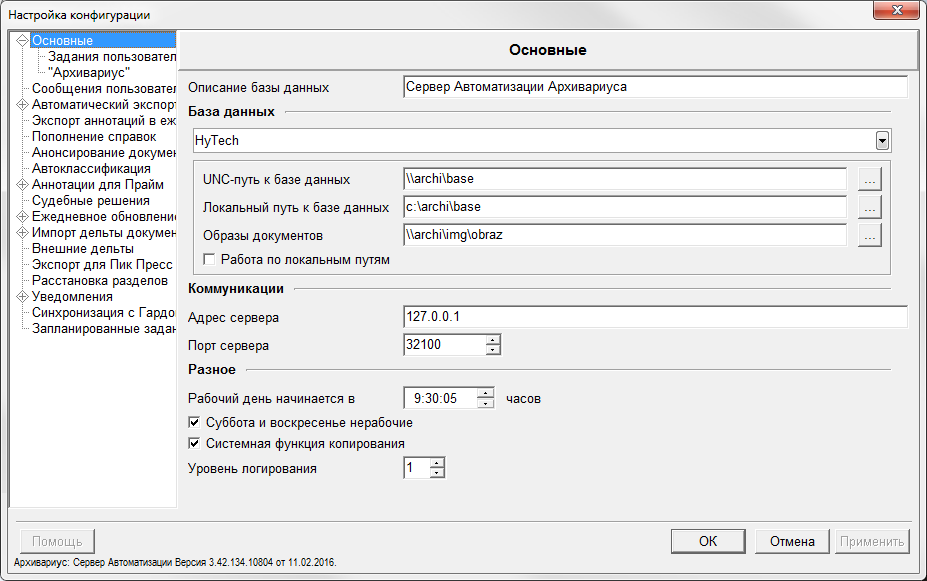 Настройка конфигурации
Основные
Задания пользовател
"Архивариус"
Сообщения пользовател
Автоматический экспорт
Экспорт аннотаций в еж
Пополнение справок
Анонсирование докумен
Автоклассификация
Аннотации для Прайм
Судебные решения
Ежедневное обновление
Импорт дельты докумен
Внешние дельты
Экспорт для Пик Пресс
Расстановка разделов
Уведомления
Синхронизация с Гардо
Запланированные задан
Основные
Описание базы данных Сервер Автоматизации Архивариуса
База данных
HyTech
UNC-путь к базе данных \\archi\base ...
Локальный путь к базе данных c:\archi\base ...
Образы документов \\archi\img\obraz ...
Работа по локальным путям
Коммуникации
Адрес сервера 127.0.0.1
Порт сервера 32100
Разное
Рабочий день начинается в 9:30:05 часов
Суббота и воскресенье нерабочие
Системная функция копирования
Уровень логирования 1
Помощь OK Отмена Применить
Архивариус: Сервер Автоматизации Версия 3.42.134.10804 от 11.02.2016.